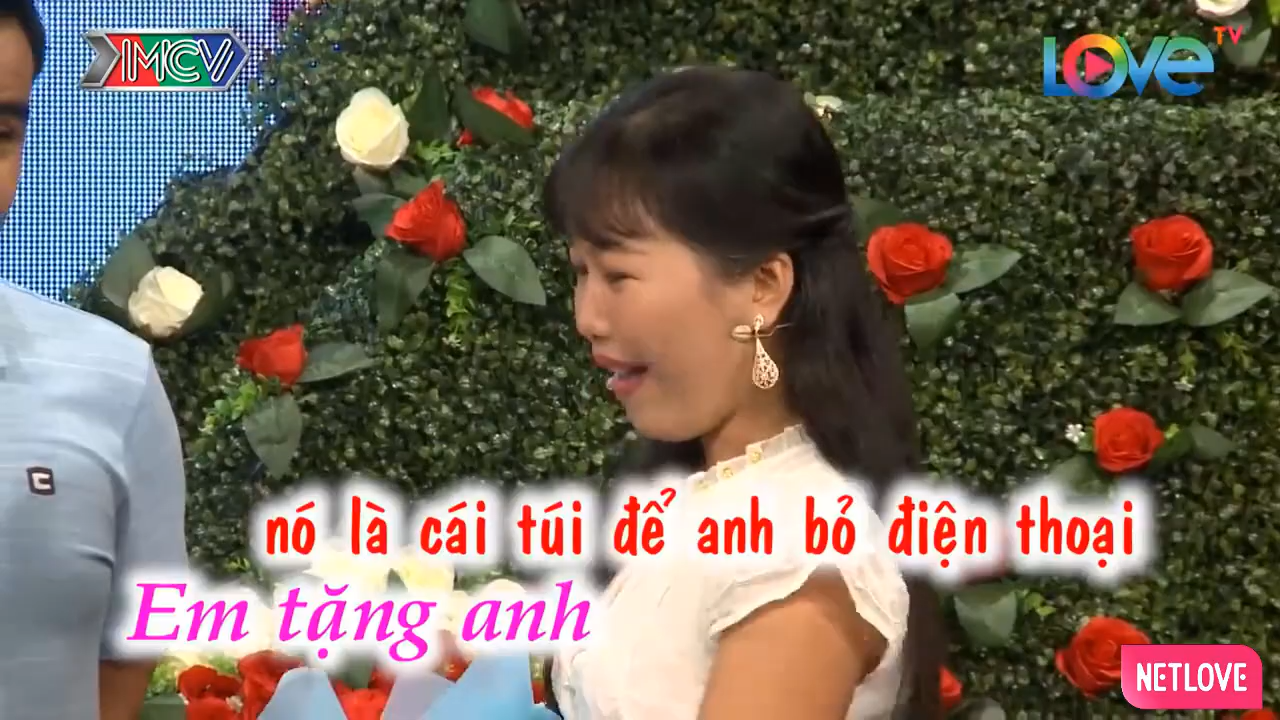 MCV
LOVE TV
C
nó là cái túi để anh bỏ điện thoại
Em tặng anh
NETLOVE